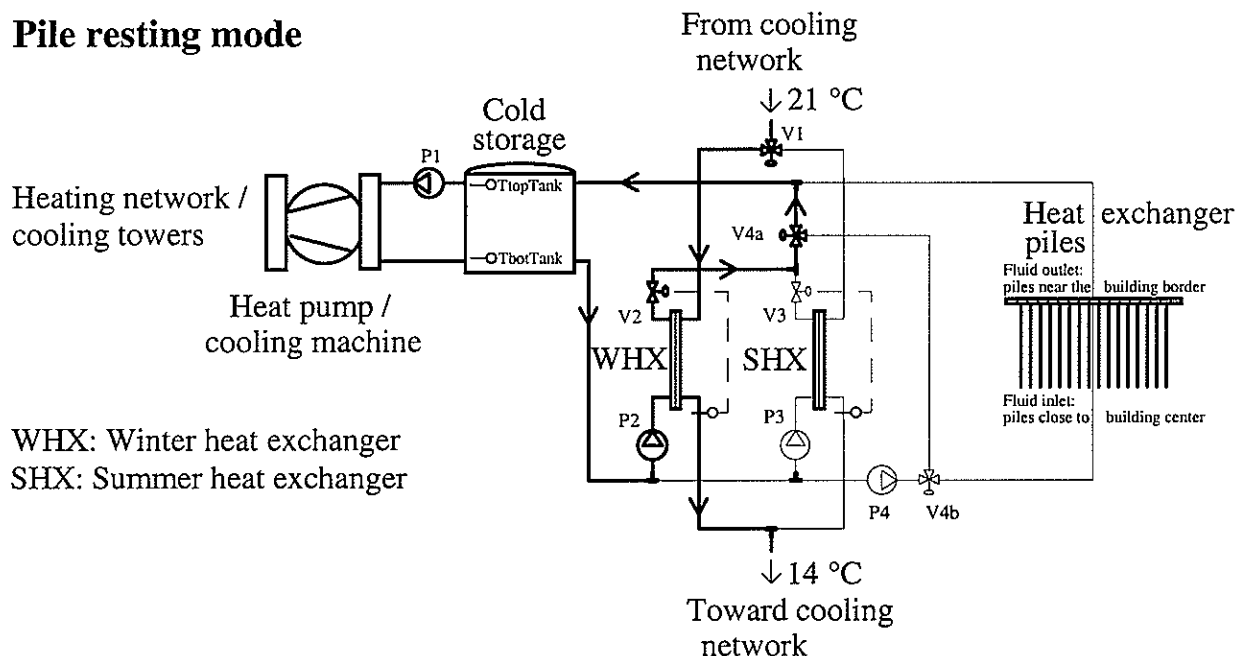 Pile resting mode
From cooling
network
21 °C
V1
Cold
storage
P1
TtopTank
TbotTank
Heating network /
cooling towers
Heat pump /
cooling machine
V4a
Heat exchanger
piles
Fluid outlet:
piles near the building border
V2
V3
WHX
SHX
Fluid inlet:
piles close to building center
P2
P3
WHX: Winter heat exchanger
SHX: Summer heat exchanger
P4
V4b
14 °C
Toward cooling
network